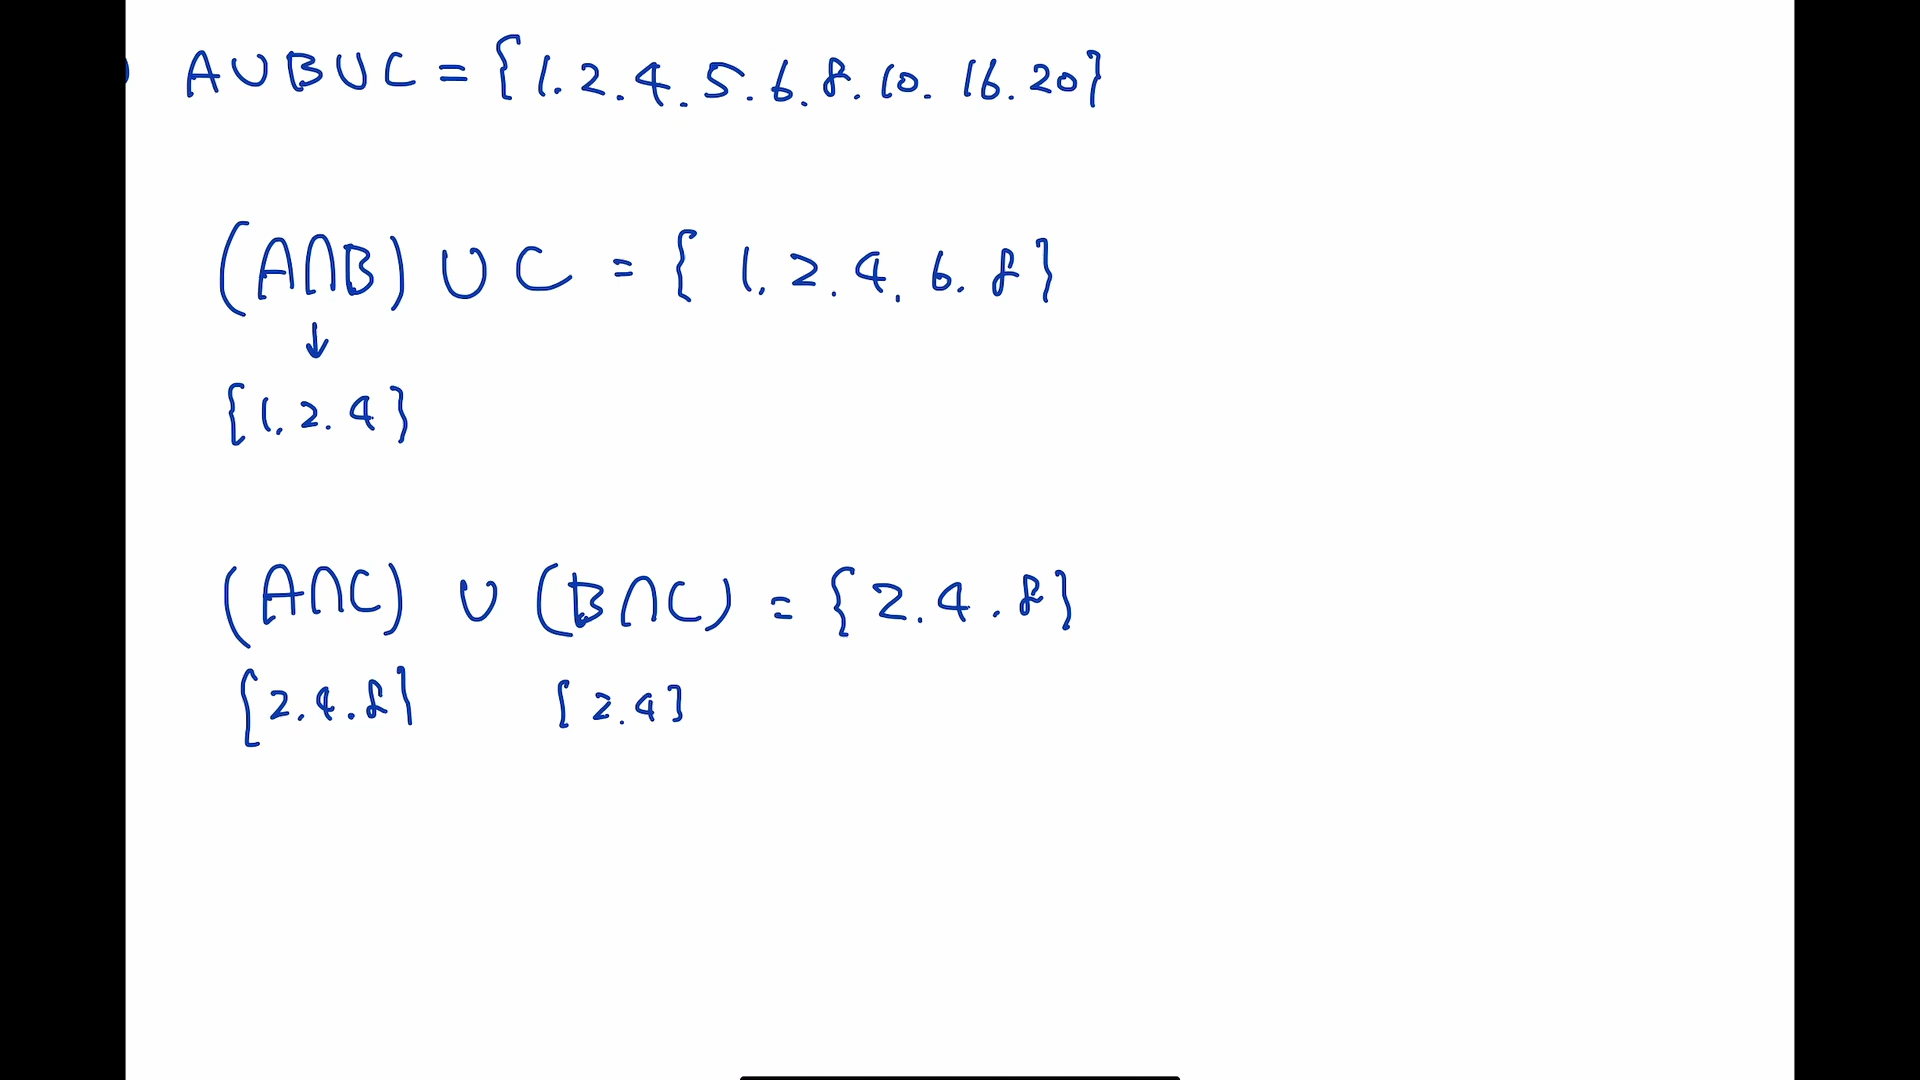 ) A∪B∪C = {1. 2. 4. 5. 6. 8. 10. 16. 20}
(A∩B) ∪ C = { 1. 2. 4. 6. 8}
↓
{1. 2. 4}
(A∩C) ∪ (B∩C) = {2. 4. 8}
{2. 4. 8} {2. 4}